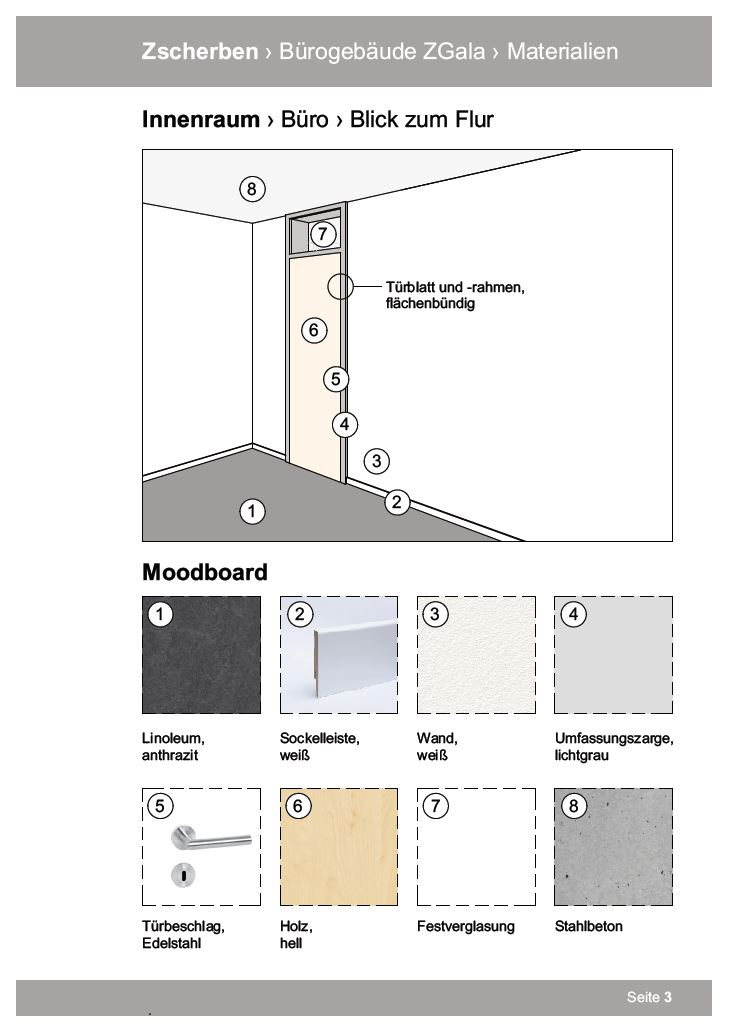 Zscherben › Bürogebäude ZGala › Materialien
Innenraum › Büro › Blick zum Flur
8
7
Türblatt und -rahmen,
flächenbündig
6
5
4
3
2
1
Moodboard
1
2
3
4
Linoleum,
anthrazit
Sockelleiste,
weiß
Wand,
weiß
Umfassungszarge,
lichtgrau
5
6
7
8
Türbeschlag,
Edelstahl
Holz,
hell
Festverglasung
Stahlbeton
Seite 3